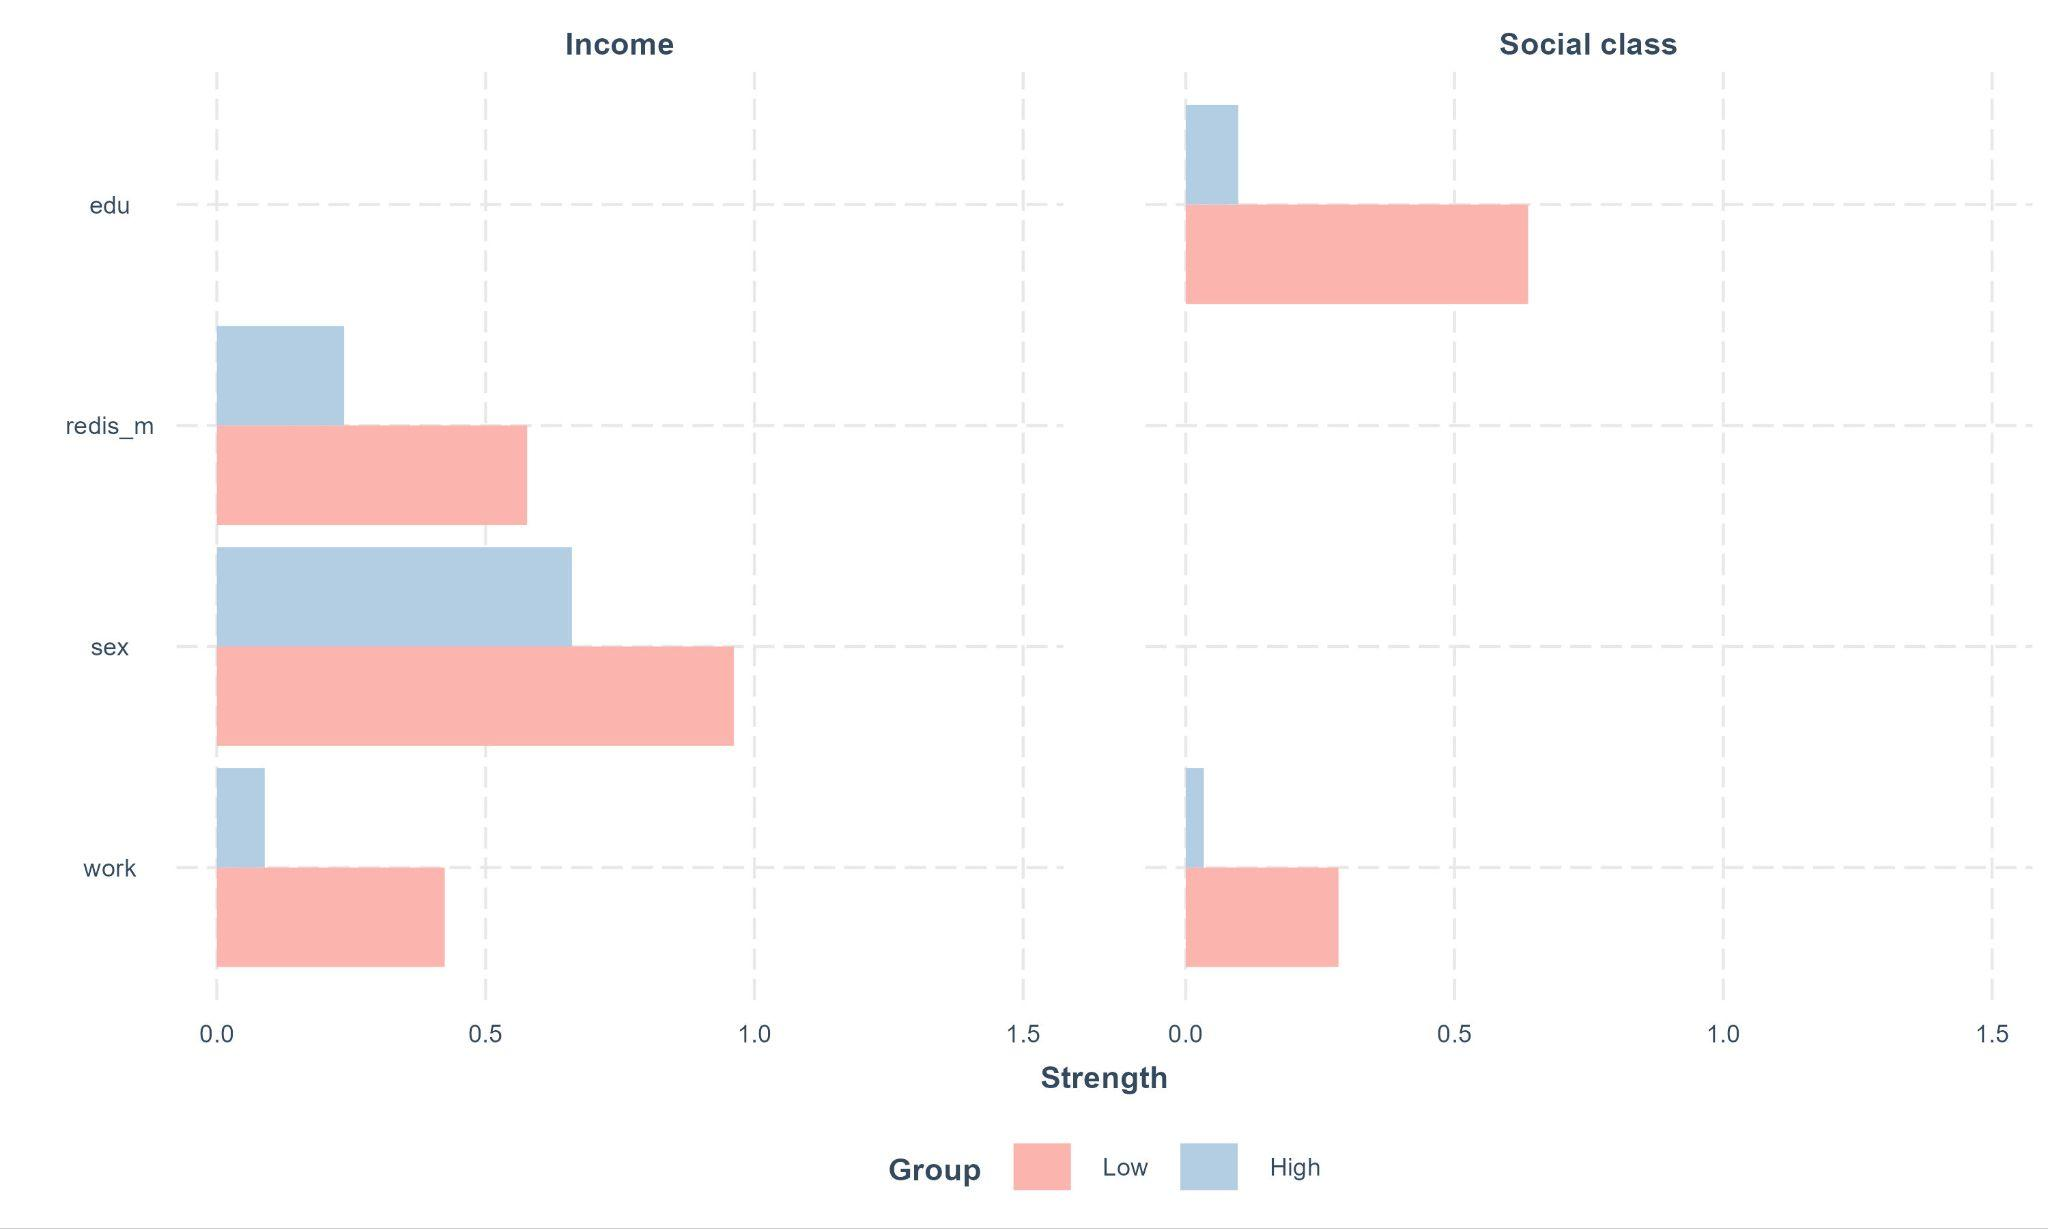 Income Social class
edu
redis_m
sex
work
0.0 0.5 1.0 1.5 0.0 0.5 1.0 1.5
Strength
Group Low High